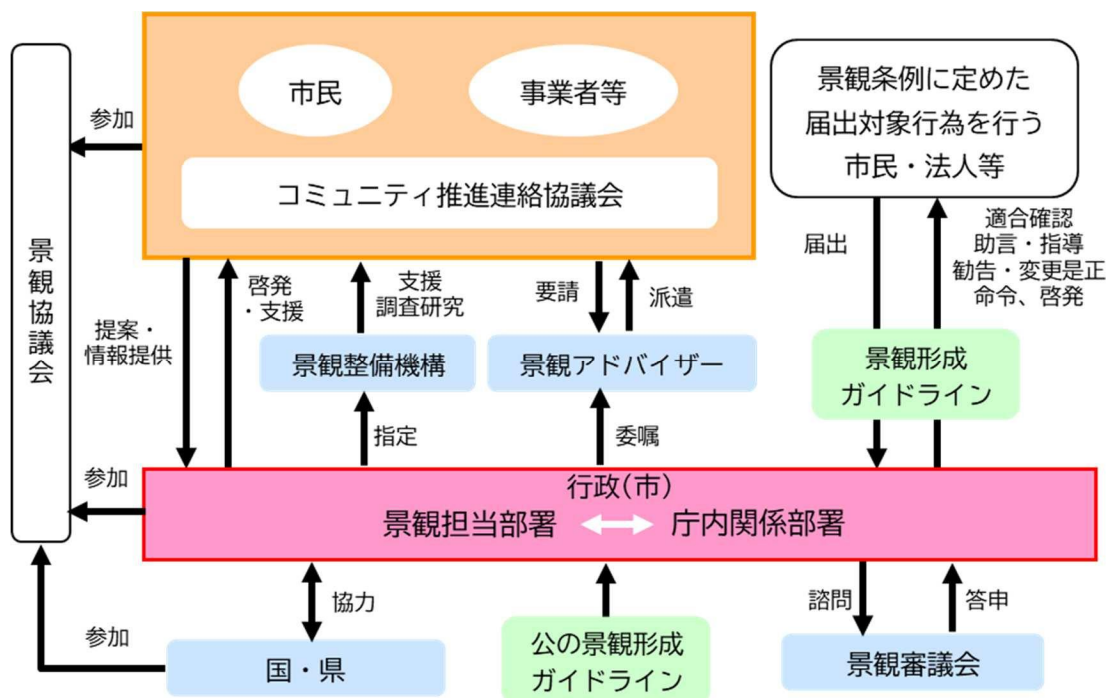 市民
事業者等
コミュニティ推進連絡協議会
景観条例に定めた
届出対象行為を行う
市民・法人等
参加
景観協議会
提案・
情報提供
啓発
・支援
支援
調査研究
要請
派遣
届出
適合確認
助言・指導
勧告・変更是正
命令、啓発
景観整備機構
景観アドバイザー
景観形成
ガイドライン
指定
委嘱
参加
行政(市)
景観担当部署
庁内関係部署
参加
協力
諮問
答申
国・県
公の景観形成
ガイドライン
景観審議会